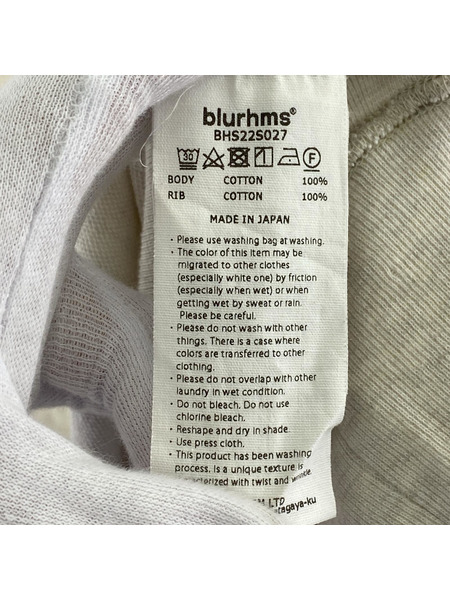 blurhms®
BHS22S027
30 F
BODY COTTON 100%
RIB COTTON 100%
MADE IN JAPAN
・Please use washing bag at washing.
・The color of this item may be
migrated to other clothes
(especially white one) by friction
(especially when wet) or when
getting wet by sweat or rain.
Please be careful.
・Please do not wash with other
things. There is a case where
colors are transferred to other
clothing.
・Please do not overlap with other
laundry in wet condition.
・Do not bleach. Do not use
chlorine bleach.
・Reshape and dry in shade.
・Use press cloth.
・This product has been washing
process. Is a unique texture is
with twist and wrinkle.
LTD